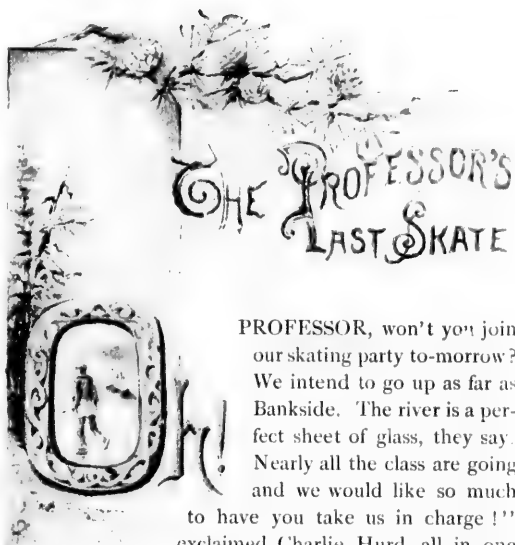 THE PROFESSOR'S
LAST SKATE
Oh!
PROFESSOR, won't you join
our skating party to-morrow?
We intend to go up as far as
Bankside. The river is a per-
fect sheet of glass, they say.
Nearly all the class are going
and we would like so much
to have you take us in charge!"
exclaimed Charlie Hurd, all in one